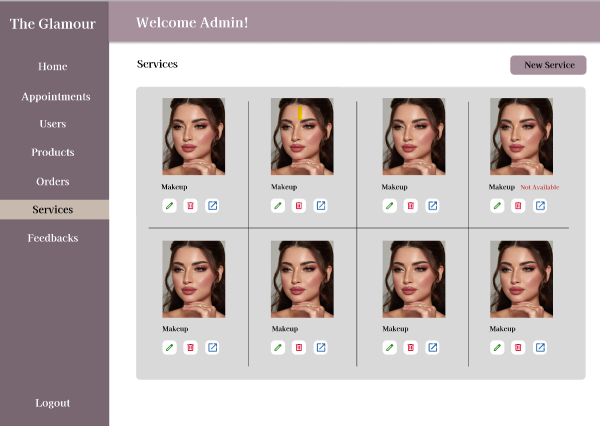 The Glamour
Welcome Admin!
Home
Appointments
Users
Products
Orders
Services
Feedbacks
Logout
Services
New Service
Makeup
Makeup
Makeup
Makeup Not Available
Makeup
Makeup
Makeup
Makeup